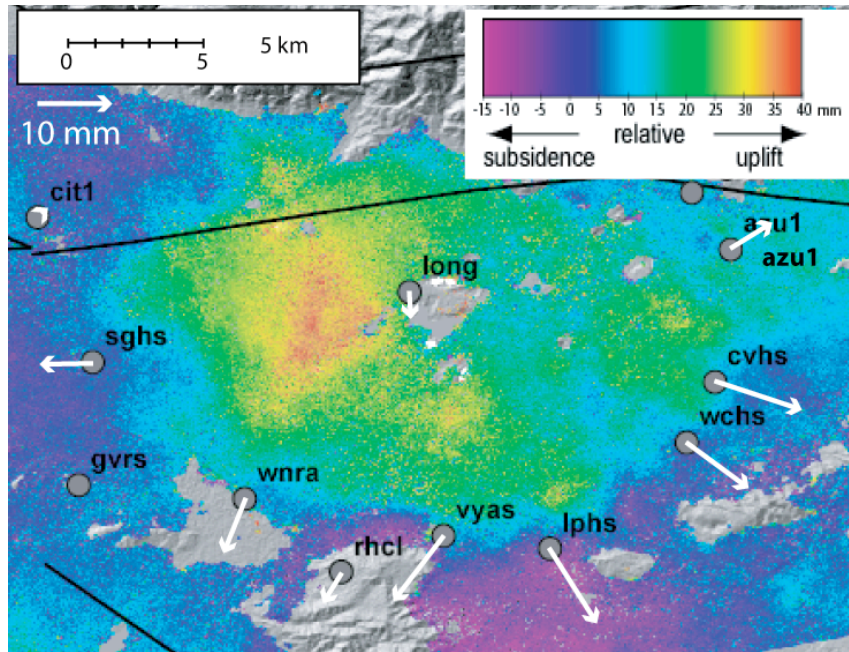 5 km
0 5
10 mm
-15 -10 -5 0 5 10 15 20 25 30 35 40 mm
relative
subsidence uplift
cit1
azu1
azu1
long
sghs
cvhs
wchs
gvrs
wnra
vyas
lphs
rhcl